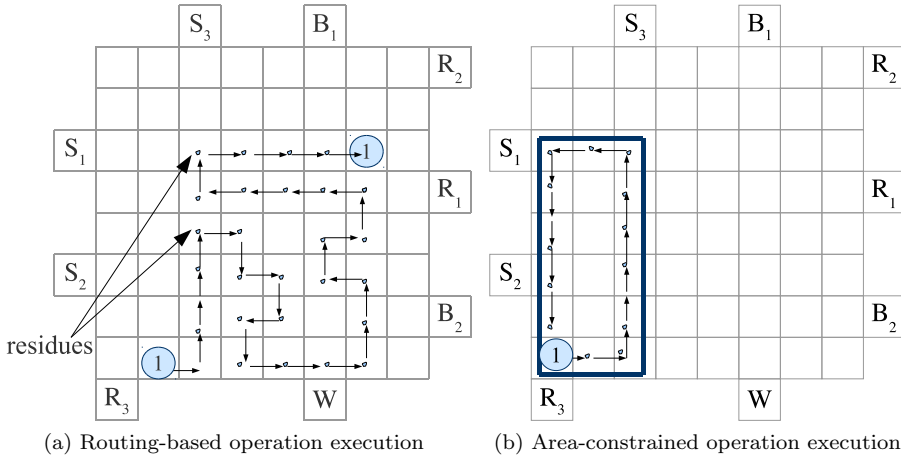 S3 B1
R2
S1
R1
S2
B2
residues
R3 W
1
1
(a) Routing-based operation execution
S3 B1
R2
S1
R1
S2
B2
R3 W
1
(b) Area-constrained operation execution